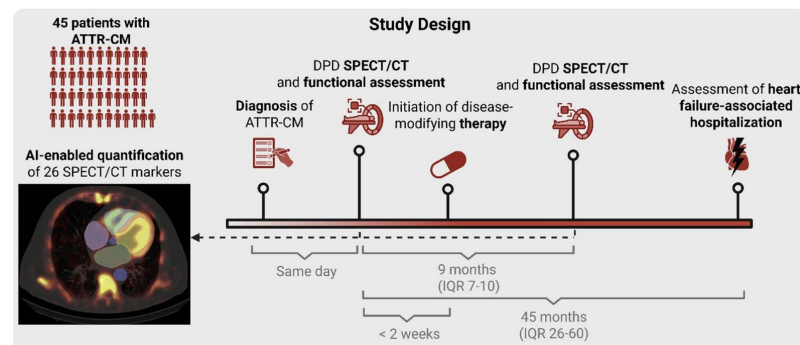 45 patients with
ATTR-CM
Study Design
DPD SPECT/CT
and functional assessment
DPD SPECT/CT
and functional assessment
Diagnosis of
ATTR-CM
Initiation of disease-
modifying therapy
Assessment of heart
failure-associated
hospitalization
AI-enabled quantification
of 26 SPECT/CT markers
Same day
9 months
(IQR 7-10)
< 2 weeks
45 months
(IQR 26-60)